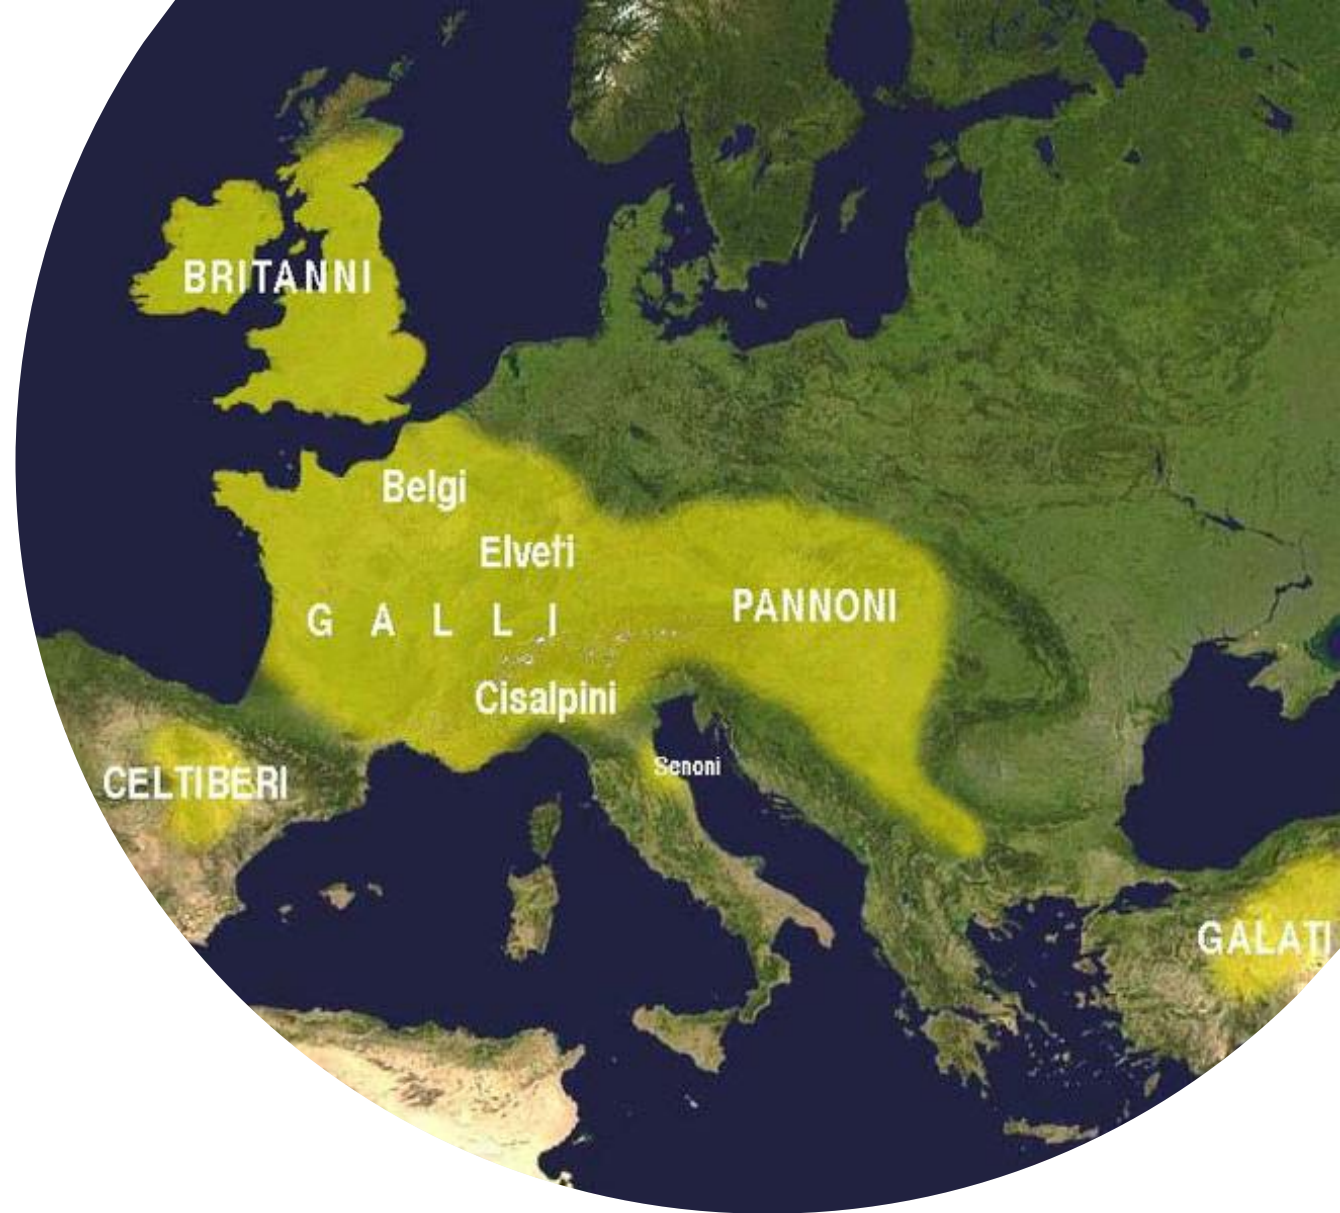 BRITANNI
Belgi
Elveti
G A L L I
PANNONI
Cisalpini
Senoni
CELTIBERI
GALATI